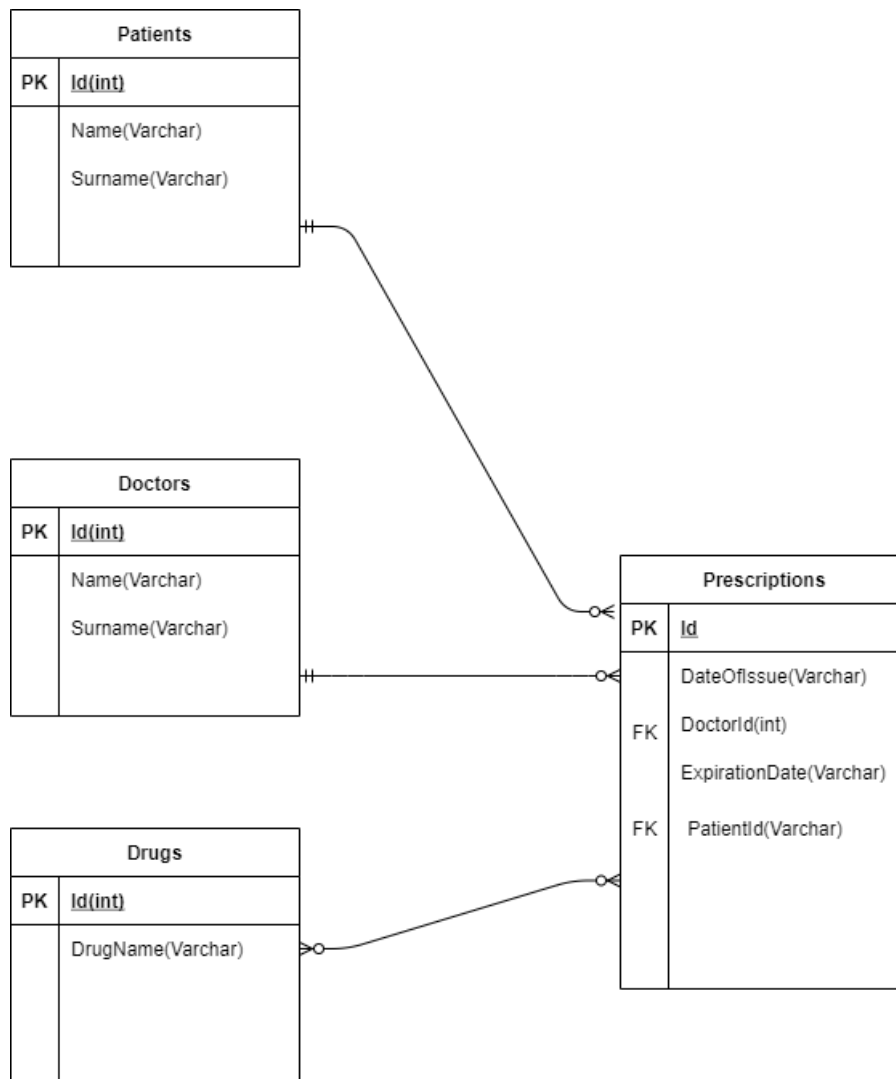 Patients
PK Id(int)
Name(Varchar)
Surname(Varchar)
Doctors
PK Id(int)
Name(Varchar)
Surname(Varchar)
Prescriptions
PK Id
DateOfIssue(Varchar)
FK DoctorId(int)
ExpirationDate(Varchar)
FK PatientId(Varchar)
Drugs
PK Id(int)
DrugName(Varchar)